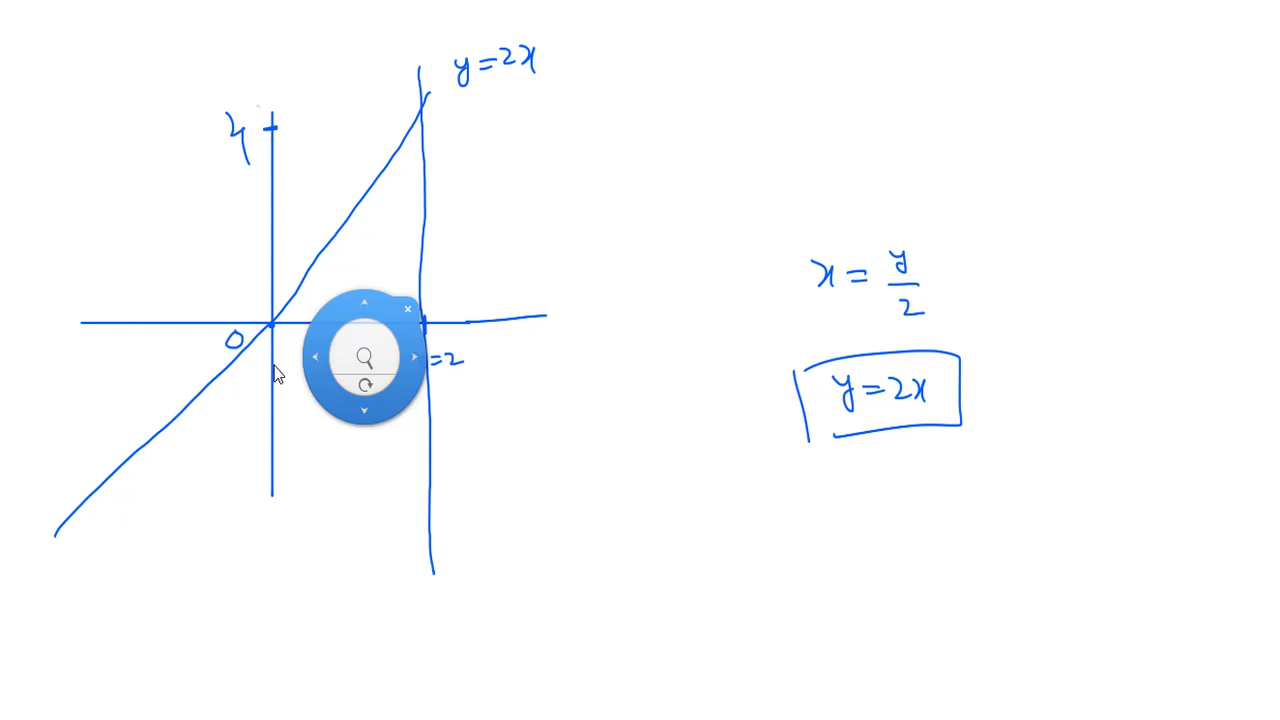 y = 2x
4
0
= 2
x = y/2
y = 2x